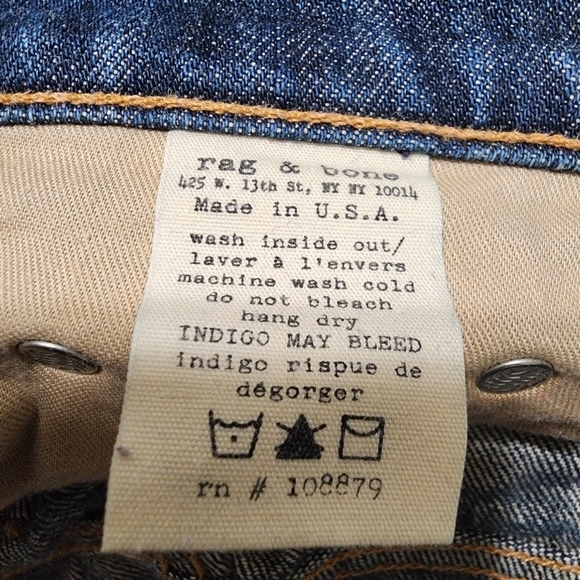 rag & bone
425 W. 13th St, NY NY 10014
Made in U.S.A.
wash inside out/
laver à l'envers
machine wash cold
do not bleach
hang dry
INDIGO MAY BLEED
indigo rispue de
dégorger
rn # 108879